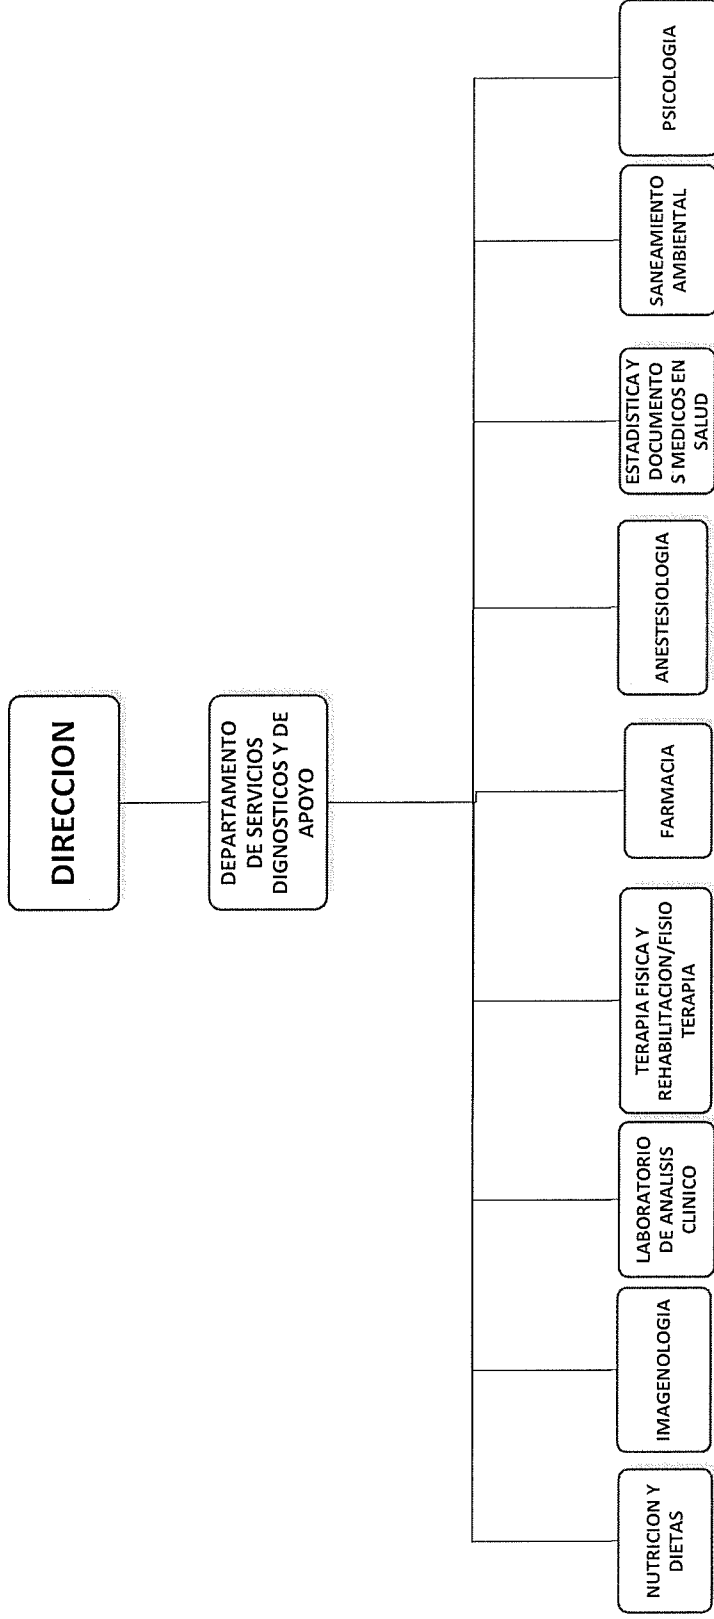 DIRECCION
DEPARTAMENTO
DE SERVICIOS
DIGNOSTICOS Y DE
APOYO
NUTRICION Y
DIETAS
IMAGENOLOGIA
LABORATORIO
DE ANALISIS
CLINICO
TERAPIA FISICA Y
REHABILITACION/FISIO
TERAPIA
FARMACIA
ANESTESIOLOGIA
ESTADISTICA Y
DOCUMENTO
S MEDICOS EN
SALUD
SANEAMIENTO
AMBIENTAL
PSICOLOGIA